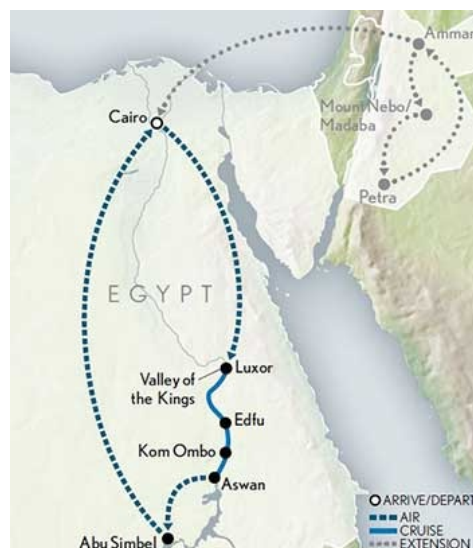 Amman
Cairo
Mount Nebo/
Madaba
Petra
EGYPT
Luxor
Valley of
the Kings
Edfu
Kom Ombo
Aswan
Abu Simbel
ARRIVE/DEPART
AIR
CRUISE
EXTENSION